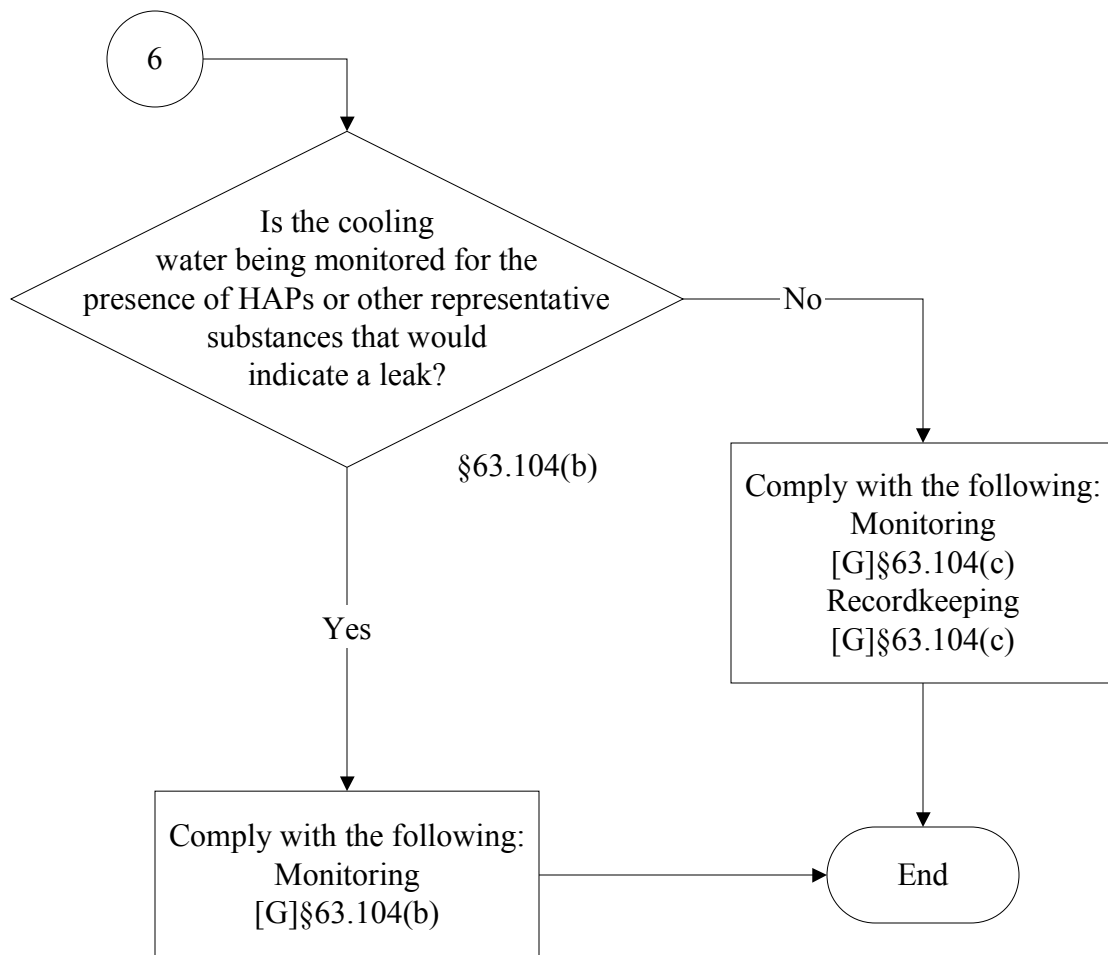 6
Is the cooling
water being monitored for the
presence of HAPs or other representative
substances that would
indicate a leak?
No
§63.104(b)
Comply with the following:
Monitoring
[G]§63.104(c)
Recordkeeping
[G]§63.104(c)
Yes
Comply with the following:
Monitoring
[G]§63.104(b)
End